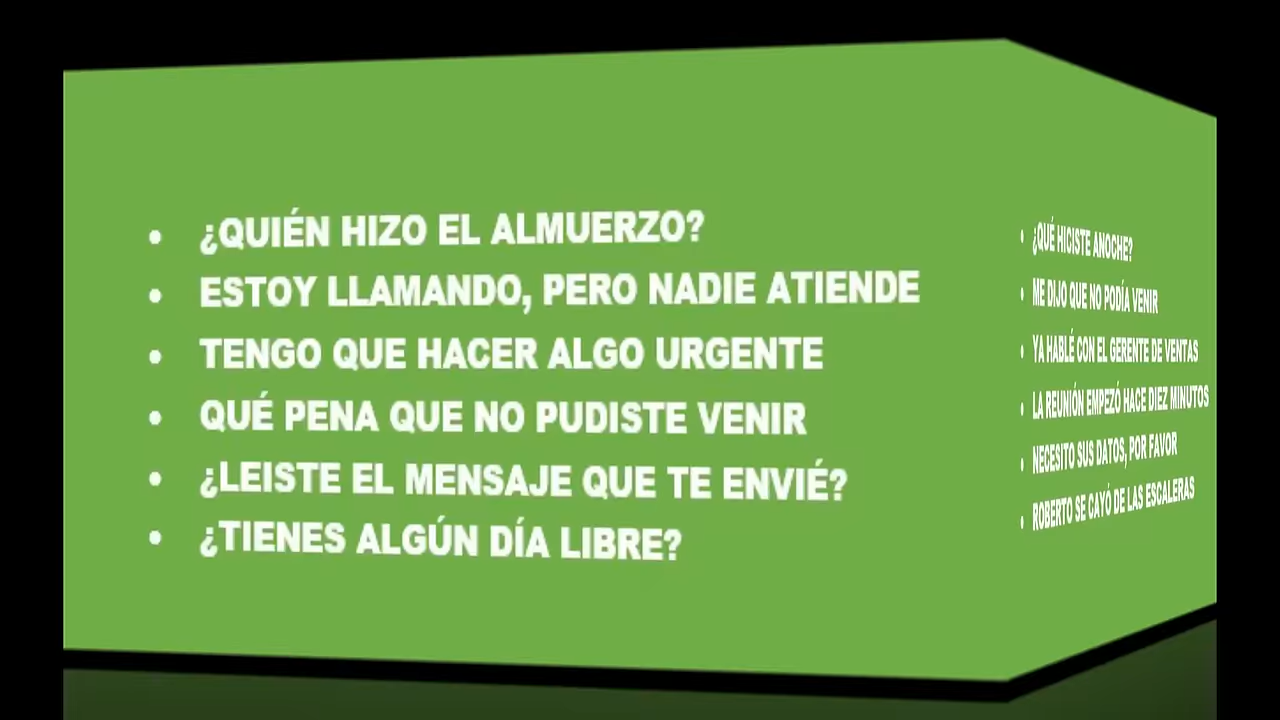 • ¿QUIÉN HIZO EL ALMUERZO?
• ESTOY LLAMANDO, PERO NADIE ATIENDE
• TENGO QUE HACER ALGO URGENTE
• QUÉ PENA QUE NO PUDISTE VENIR
• ¿LEISTE EL MENSAJE QUE TE ENVIÉ?
• ¿TIENES ALGÚN DÍA LIBRE?
• ¿QUÉ HICISTE ANOCHE?
• ME DIJO QUE NO PODÍA VENIR
• YA HABLÉ CON EL GERENTE DE VENTAS
• LA REUNIÓN EMPEZÓ HACE DIEZ MINUTOS
• NECESITO SUS DATOS, POR FAVOR
• ROBERTO SE CAYÓ DE LAS ESCALERAS